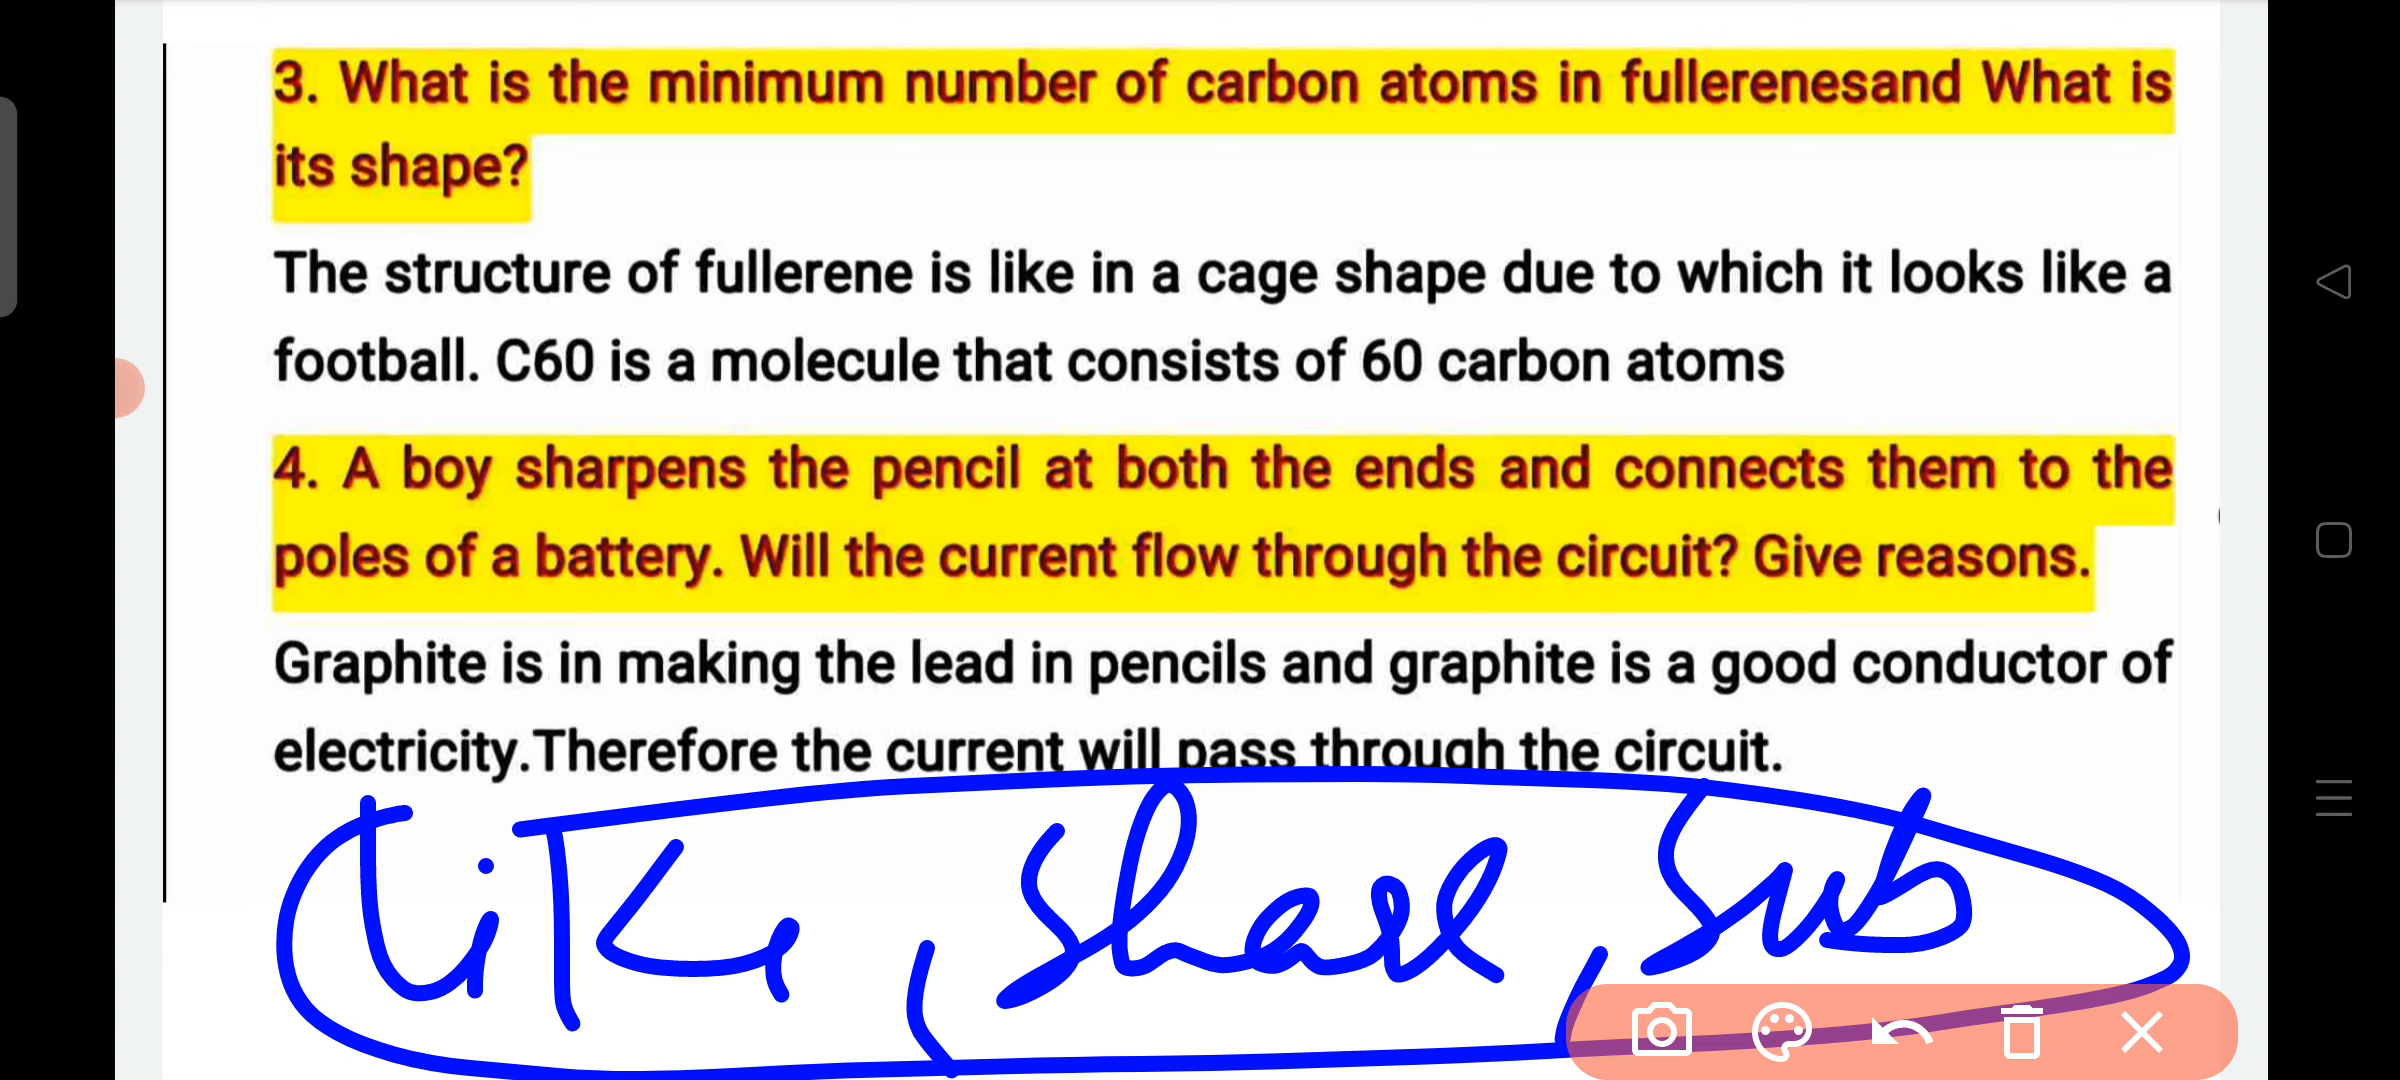 3. What is the minimum number of carbon atoms in fullerenesand What is
its shape?
The structure of fullerene is like in a cage shape due to which it looks like a
football. C60 is a molecule that consists of 60 carbon atoms
4. A boy sharpens the pencil at both the ends and connects them to the
poles of a battery. Will the current flow through the circuit? Give reasons.
Graphite is in making the lead in pencils and graphite is a good conductor of
electricity.Therefore the current will pass through the circuit.
Like, Share, Sub